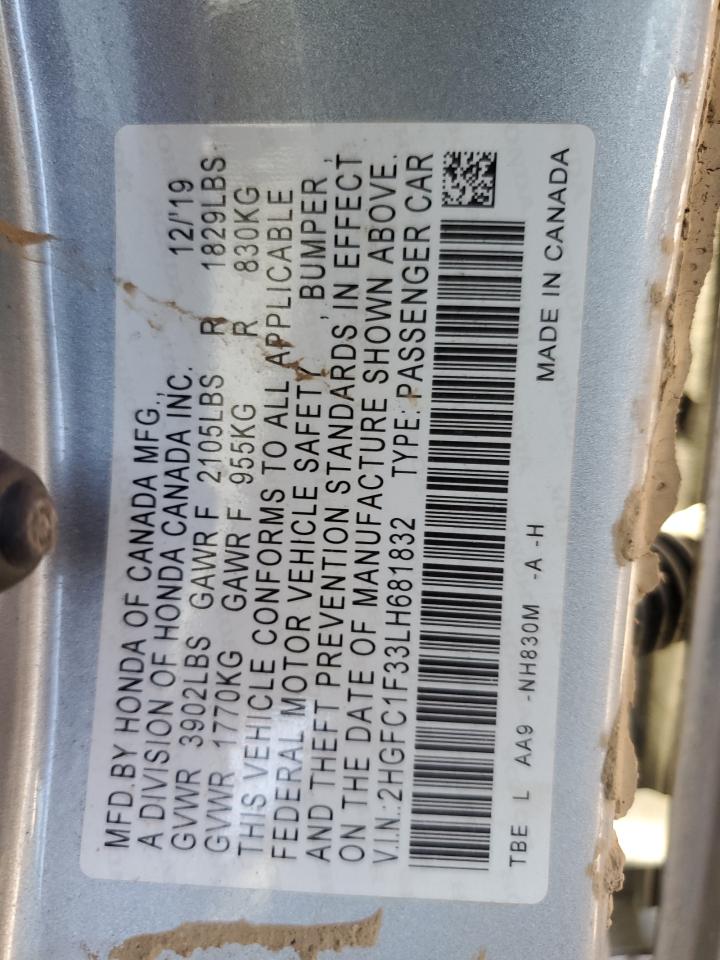 MFD.BY HONDA OF CANADA MFG.,
A DIVISION OF HONDA CANADA INC. 12/'19
GVWR 3902LBS GAWR F 2105LBS R 1829LBS
GVWR 1770KG GAWR F 955KG R 830KG
THIS VEHICLE CONFORMS TO ALL APPLICABLE
FEDERAL MOTOR VEHICLE SAFETY , BUMPER ,
AND THEFT PREVENTION STANDARDS IN EFFECT
ON THE DATE OF MANUFACTURE SHOWN ABOVE.
V.I.N.:2HGFC1F33LH681832 TYPE:PASSENGER CAR
TBE L AA9 -NH830M -A -H MADE IN CANADA